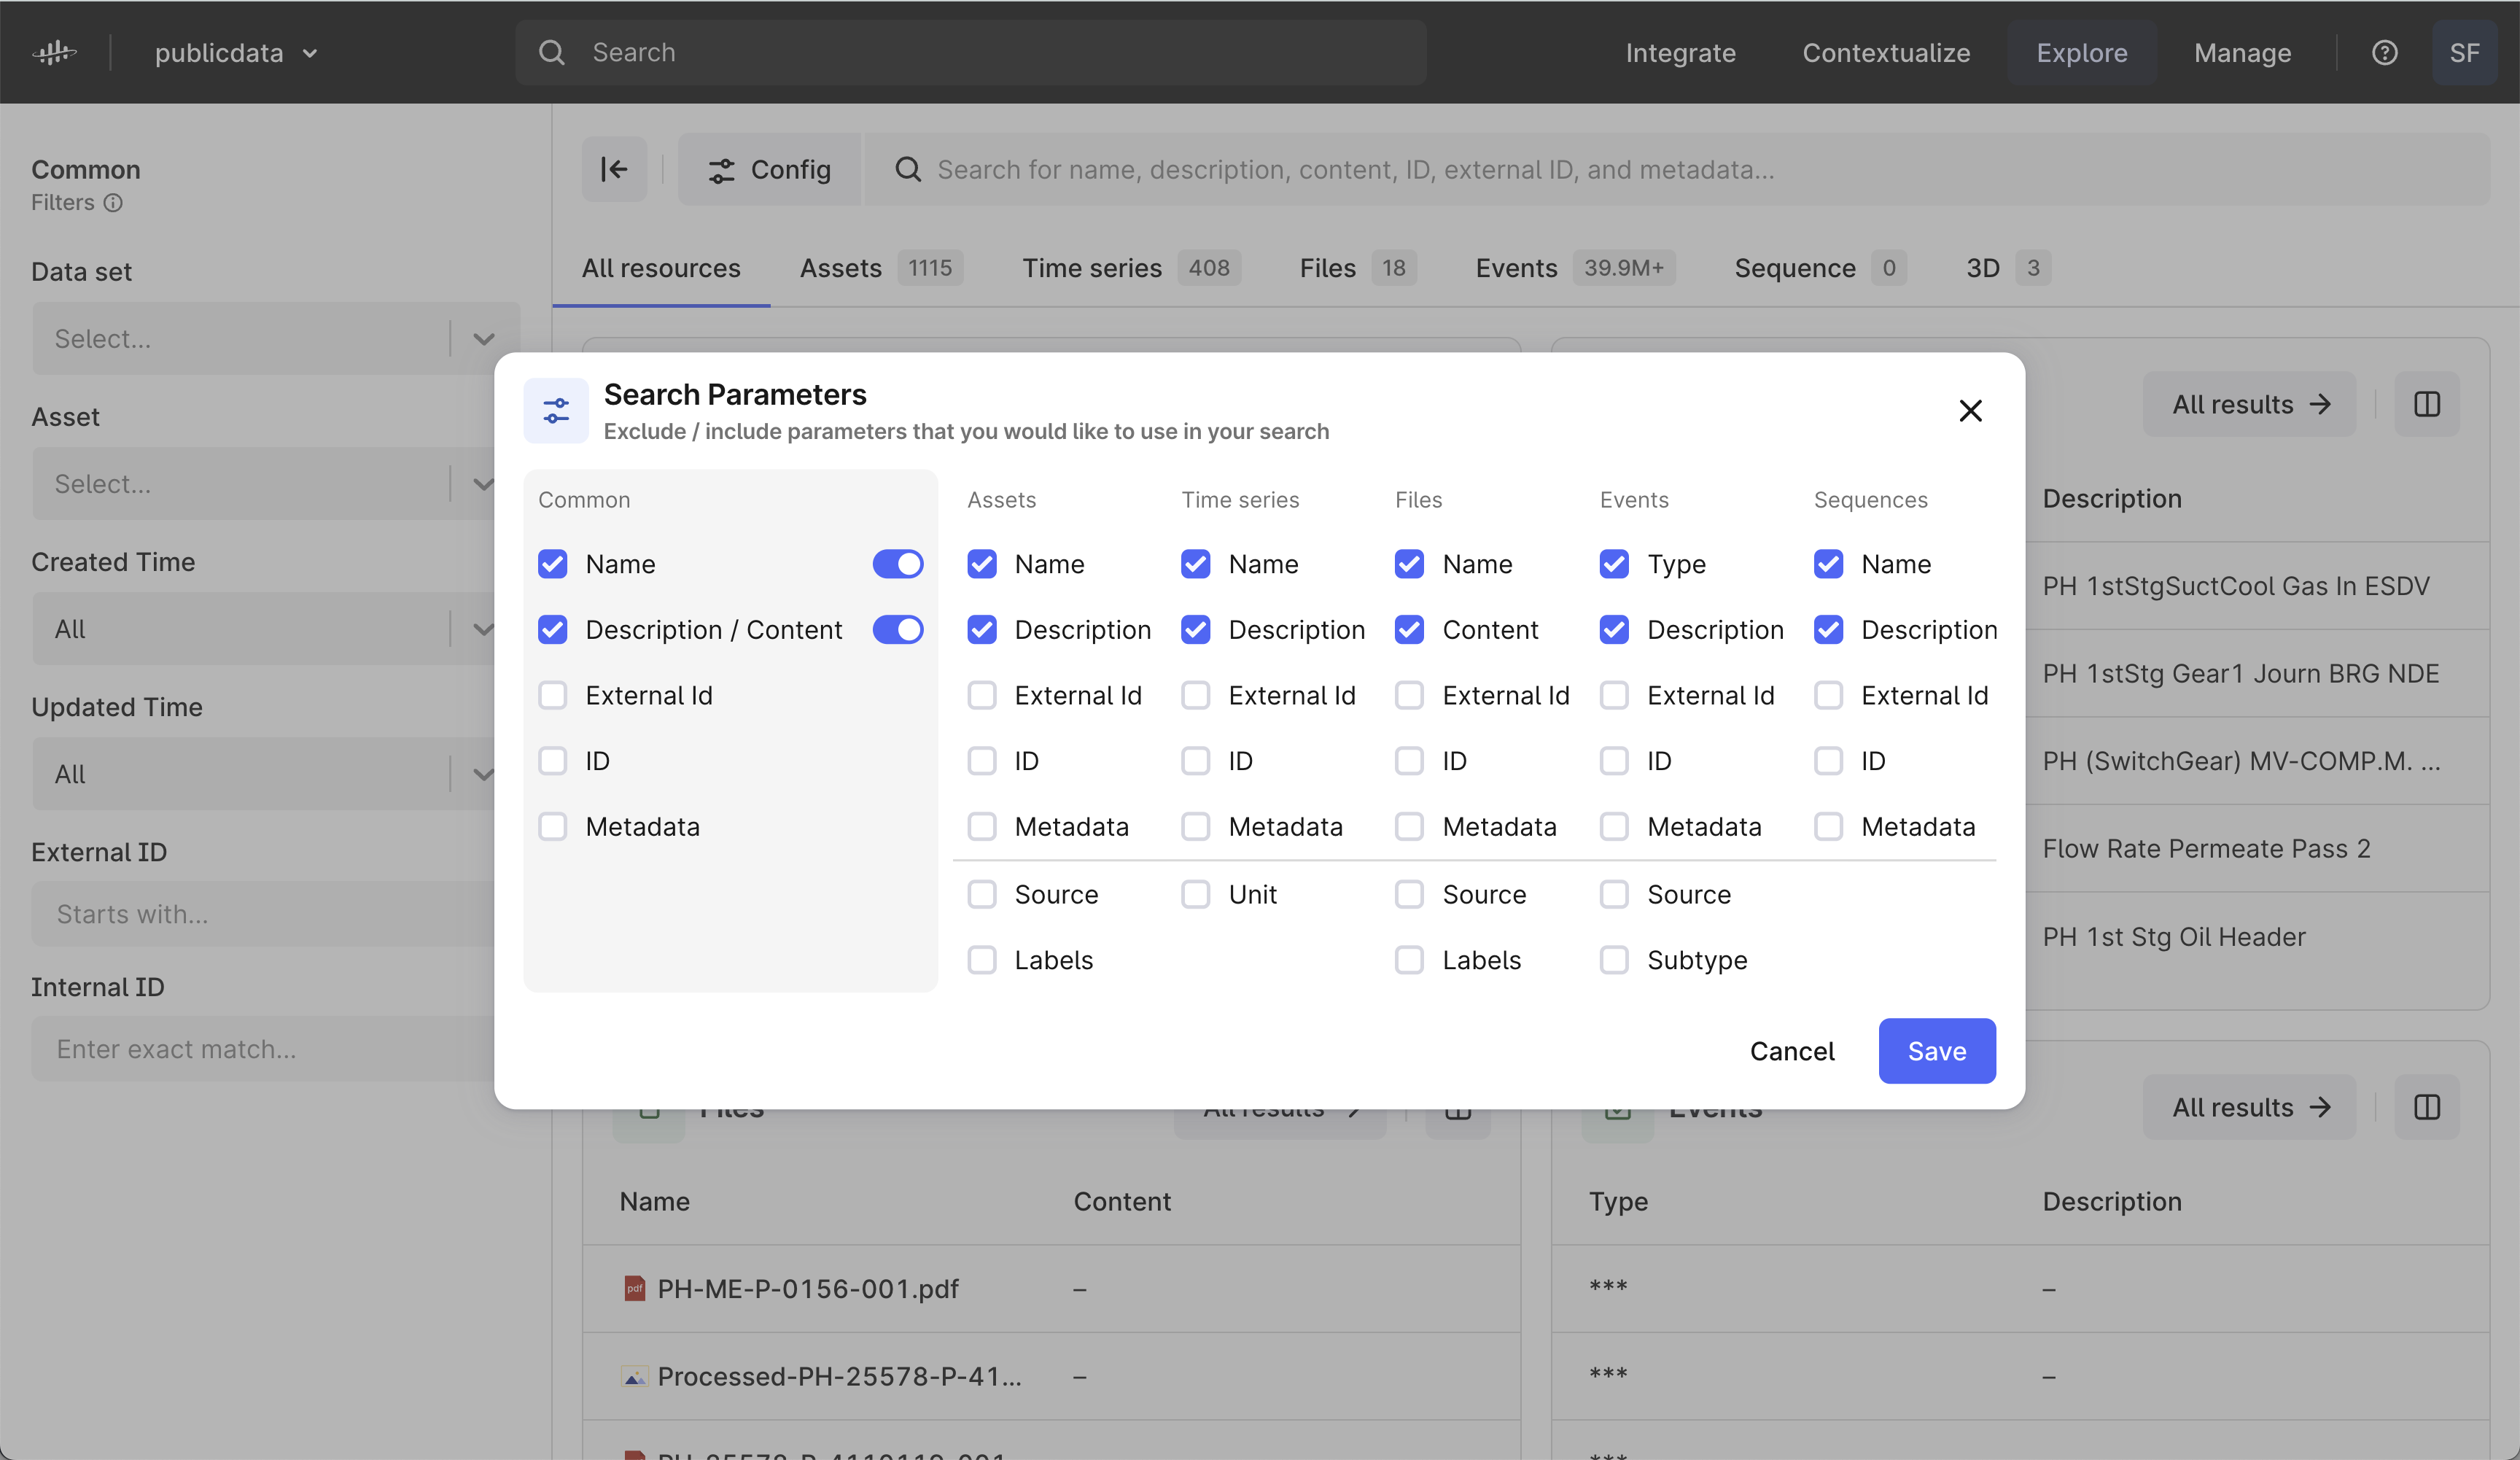 publicdata
Search
Integrate
Contextualize
Explore
Manage
SF
Common
Filters
Data set
Select...
Asset
Select...
Created Time
All
Updated Time
All
External ID
Starts with...
Internal ID
Enter exact match...
Config
Search for name, description, content, ID, external ID, and metadata...
All resources
Assets 1115
Time series 408
Files 18
Events 39.9M+
Sequence 0
3D 3
Search Parameters
Exclude / include parameters that you would like to use in your search
Common
Name
Description / Content
External Id
ID
Metadata
Assets
Name
Description
External Id
ID
Metadata
Source
Labels
Time series
Name
Description
External Id
ID
Metadata
Unit
Files
Name
Content
External Id
ID
Metadata
Source
Labels
Events
Type
Description
External Id
ID
Metadata
Source
Subtype
Sequences
Name
Description
External Id
ID
Metadata
Cancel
Save
All results
Description
PH 1stStgSuctCool Gas In ESDV
PH 1stStg Gear1 Journ BRG NDE
PH (SwitchGear) MV-COMP.M. ...
Flow Rate Permeate Pass 2
PH 1st Stg Oil Header
Files
All results
Name
Content
pdf
PH-ME-P-0156-001.pdf
–
Processed-PH-25578-P-41...
–
Events
All results
Type
Description
***
–
***
–
***